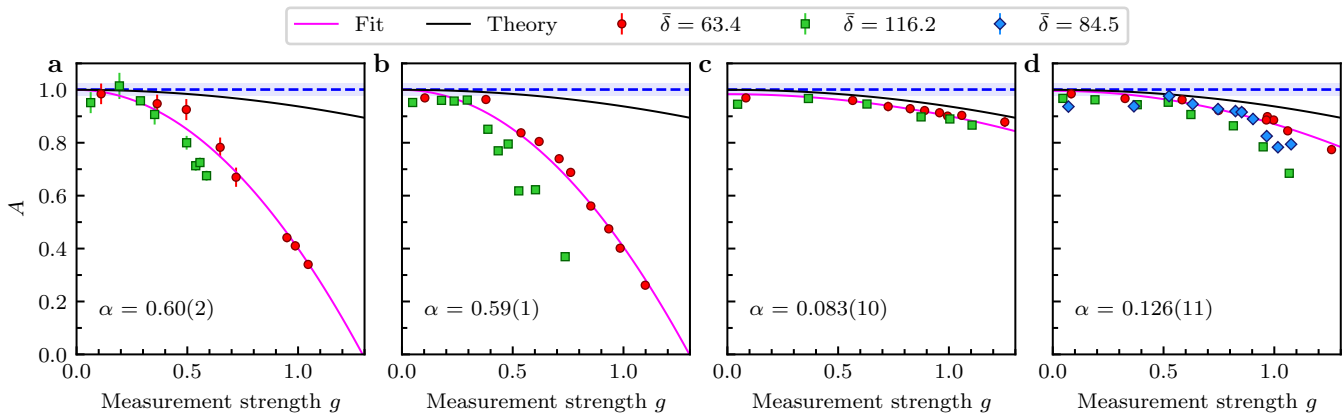 Fit Theory δ̄ = 63.4 δ̄ = 116.2 δ̄ = 84.5
a b c d
1.0
0.8
0.6
0.4
0.2
0.0
A
α = 0.60(2) α = 0.59(1) α = 0.083(10) α = 0.126(11)
0.0 0.5 1.0 0.0 0.5 1.0 0.0 0.5 1.0 0.0 0.5 1.0
Measurement strength g Measurement strength g Measurement strength g Measurement strength g